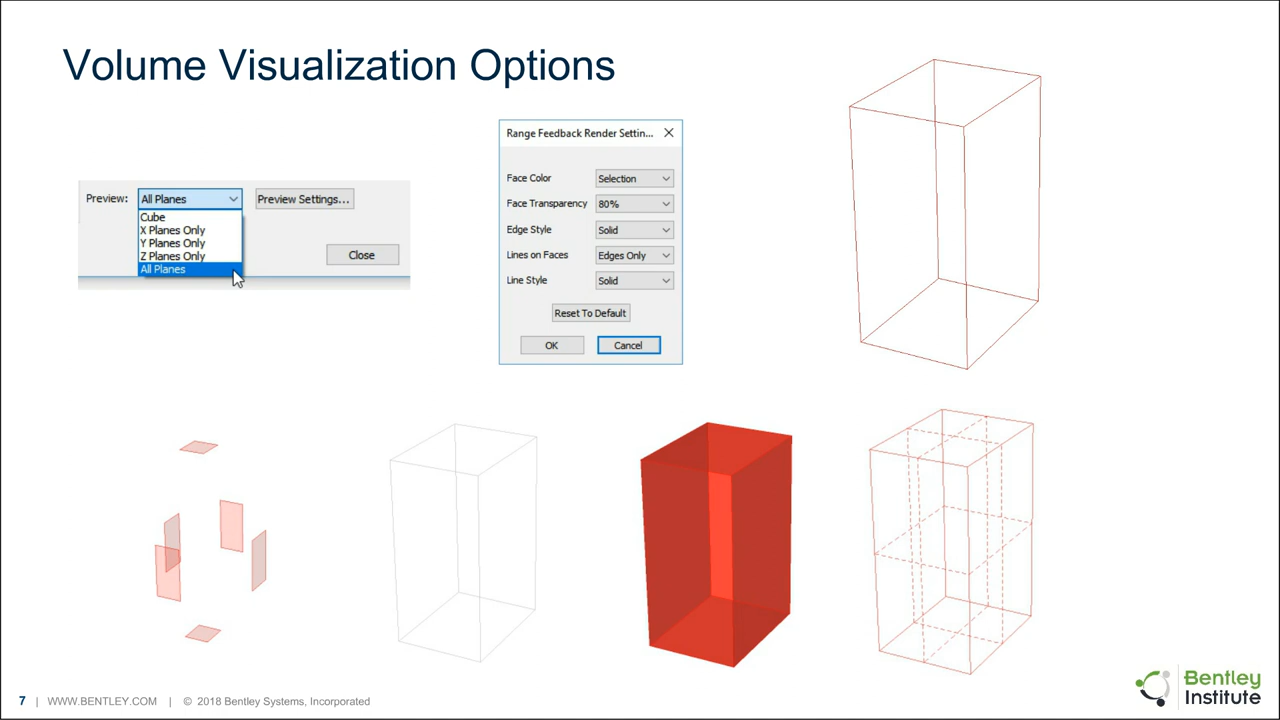 Volume Visualization Options
Preview: All Planes Preview Settings...
Cube
X Planes Only
Y Planes Only
Z Planes Only
All Planes
Close
Range Feedback Render Settin...
Face Color Selection
Face Transparency 80%
Edge Style Solid
Lines on Faces Edges Only
Line Style Solid
Reset To Default
OK Cancel
7 | WWW.BENTLEY.COM | © 2018 Bentley Systems, Incorporated
Bentley
Institute